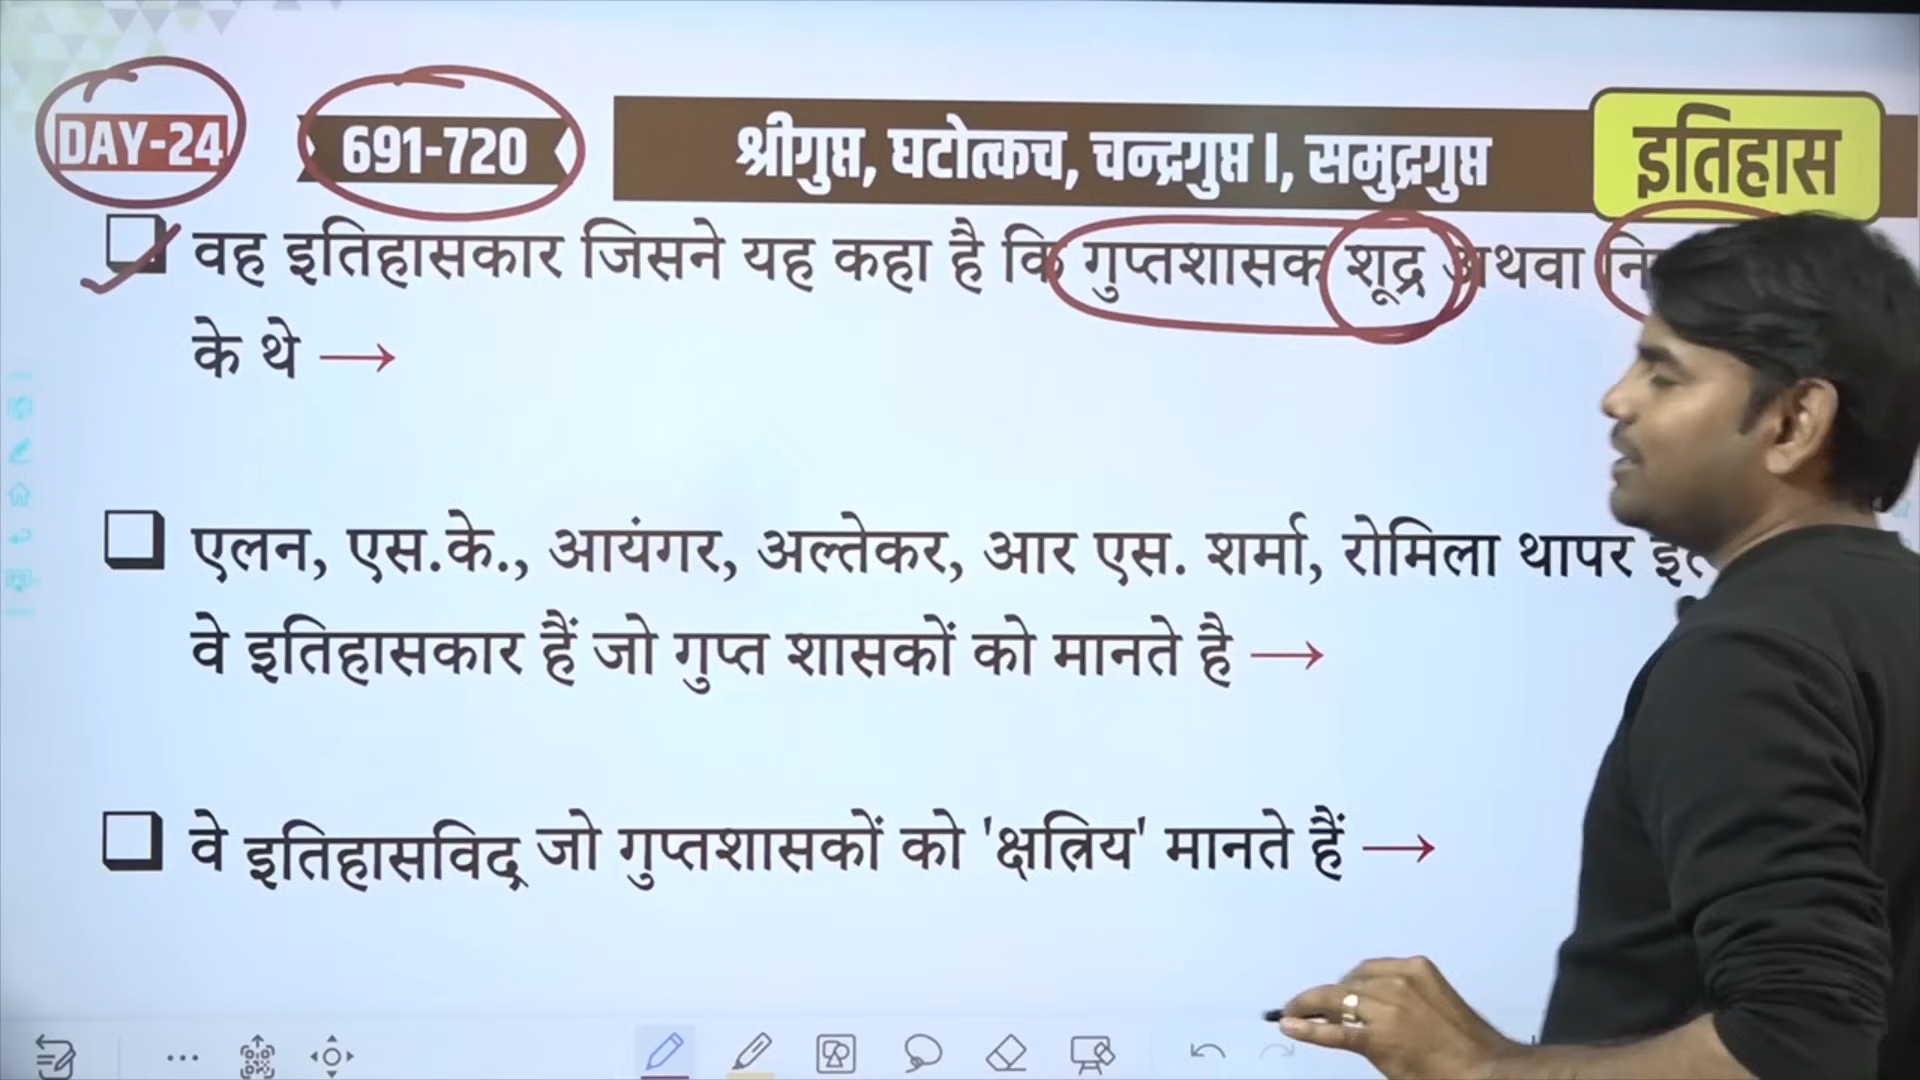 DAY-24
691-720
श्रीगुप्त, घटोत्कच, चन्द्रगुप्त I, समुद्रगुप्त
इतिहास
वह इतिहासकार जिसने यह कहा है कि गुप्तशासक शूद्र अथवा
के थे →
एलन, एस.के., आयंगर, अल्तेकर, आर एस. शर्मा, रोमिला थापर
वे इतिहासकार हैं जो गुप्त शासकों को मानते है →
वे इतिहासविद् जो गुप्तशासकों को 'क्षत्रिय' मानते हैं →